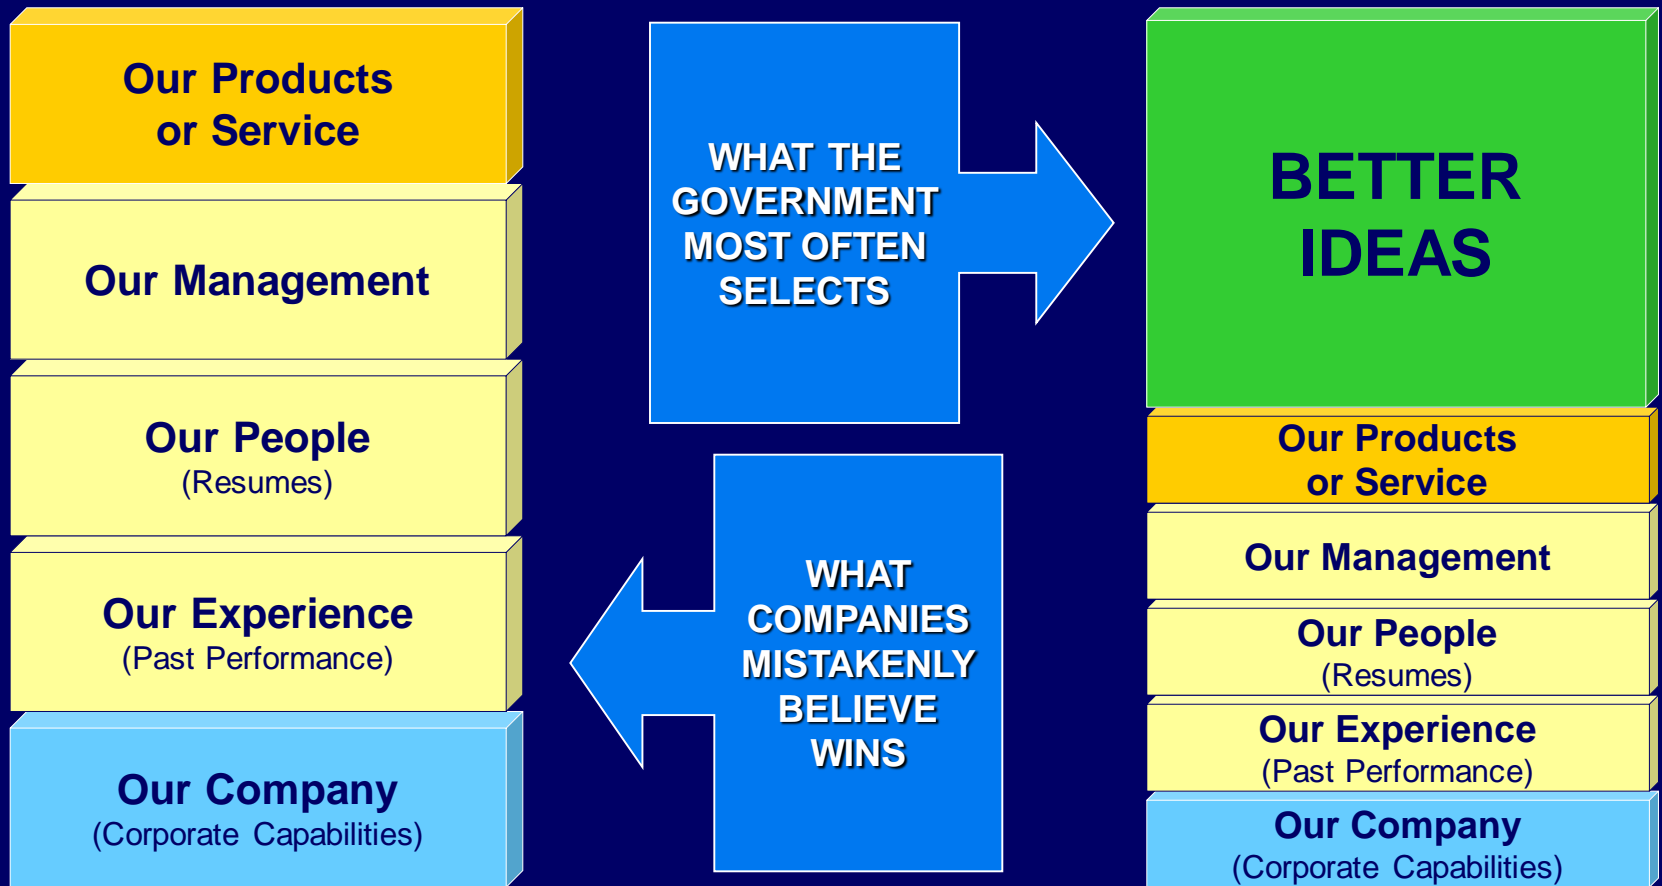 Our Products
or Service
Our Management
Our People
(Resumes)
Our Experience
(Past Performance)
Our Company
(Corporate Capabilities)
WHAT THE
GOVERNMENT
MOST OFTEN
SELECTS
WHAT
COMPANIES
MISTAKENLY
BELIEVE
WINS
BETTER
IDEAS
Our Products
or Service
Our Management
Our People
(Resumes)
Our Experience
(Past Performance)
Our Company
(Corporate Capabilities)